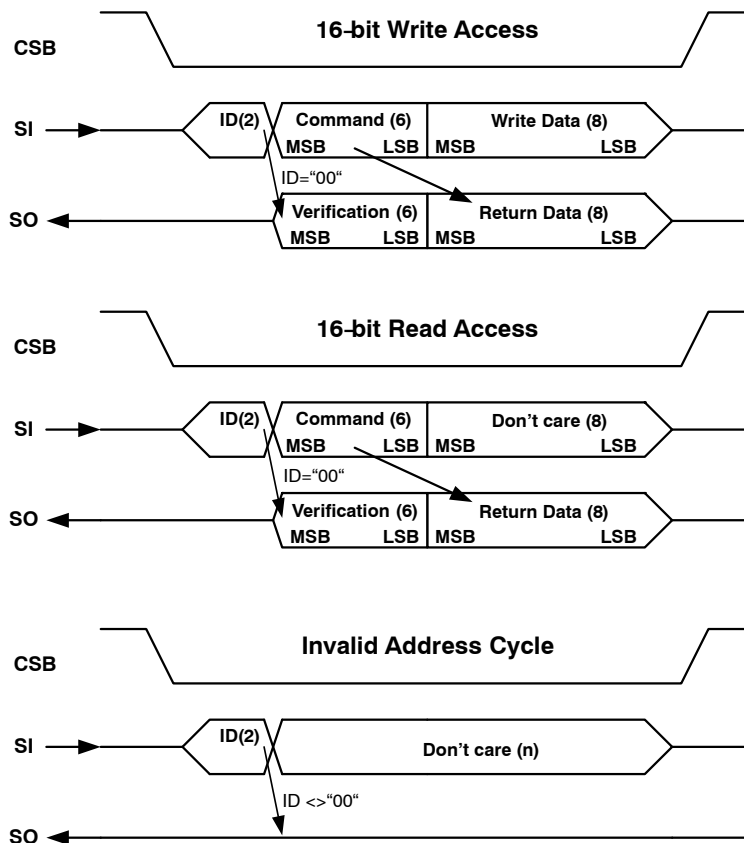 16-bit Write Access
CSB
SI ID(2) Command (6) Write Data (8)
MSB LSB MSB LSB
ID="00“
SO Verification (6) Return Data (8)
MSB LSB MSB LSB
16-bit Read Access
CSB
SI ID(2) Command (6) Don't care (8)
MSB LSB MSB LSB
ID="00“
SO Verification (6) Return Data (8)
MSB LSB MSB LSB
Invalid Address Cycle
CSB
SI ID(2) Don't care (n)
ID <>"00“
SO